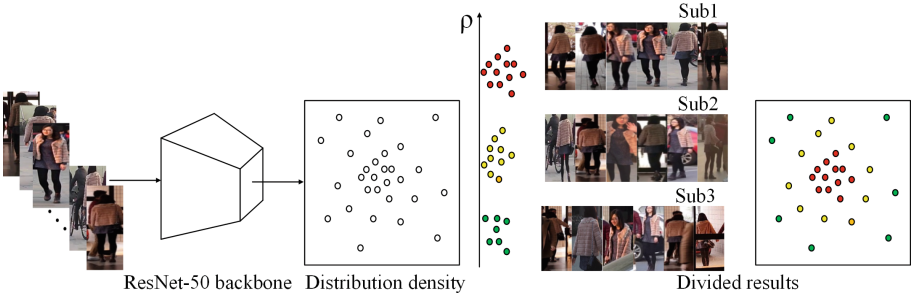 ρ
Sub1
Sub2
Sub3
ResNet-50 backbone
Distribution density
Divided results